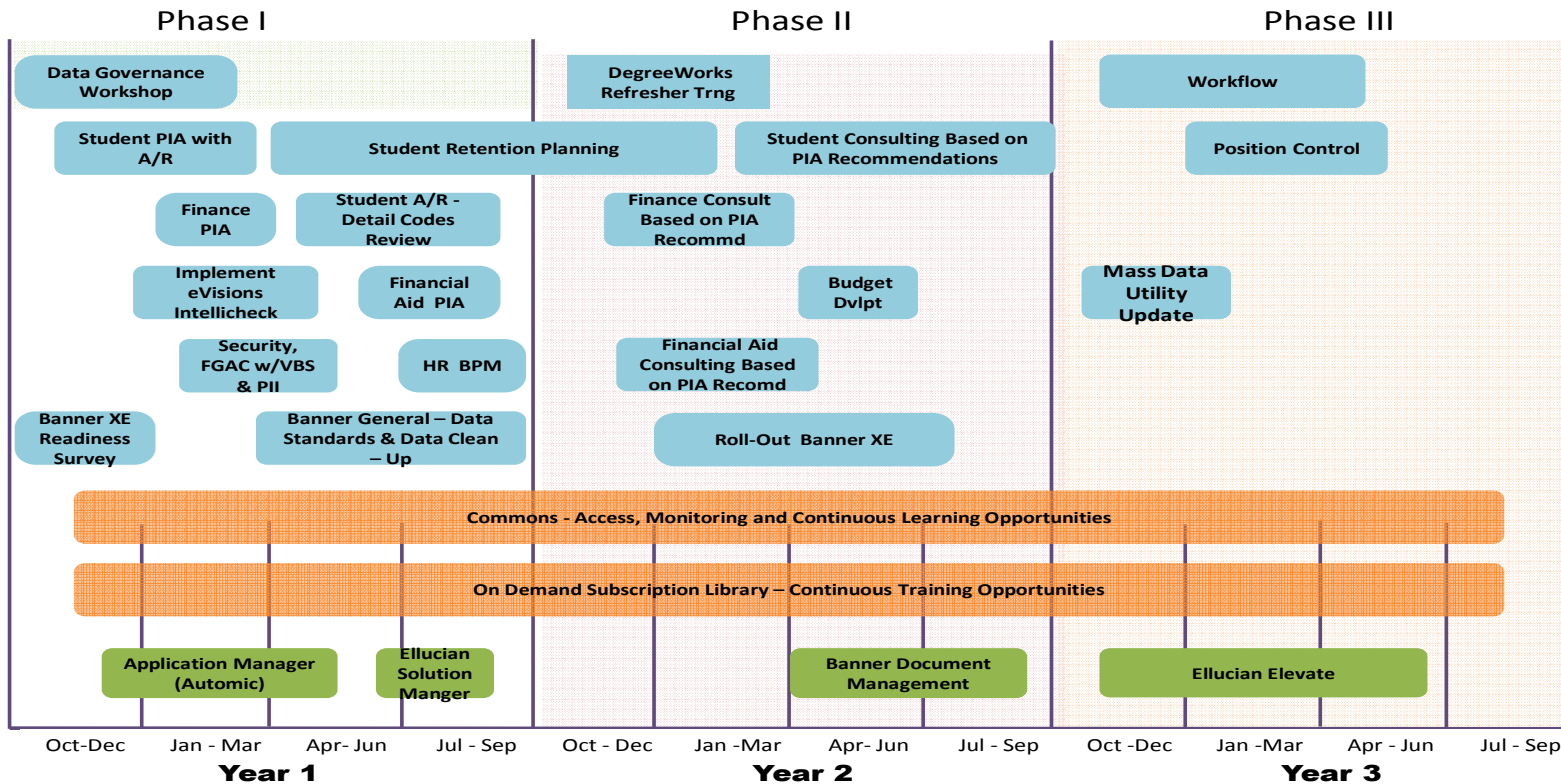 Phase I
Phase II
Phase III
Data Governance
Workshop
DegreeWorks
Refresher Trng
Workflow
Student PIA with
A/R
Student Retention Planning
Student Consulting Based on
PIA Recommendations
Position Control
Finance
PIA
Student A/R -
Detail Codes
Review
Finance Consult
Based on PIA
Recommd
Implement
eVisions
Intellicheck
Financial
Aid PIA
Budget
Dvlpt
Mass Data
Utility
Update
Security,
FGAC w/VBS
& PII
HR BPM
Financial Aid
Consulting Based
on PIA Recomd
Banner XE
Readiness
Survey
Banner General – Data
Standards & Data Clean
– Up
Roll-Out Banner XE
Commons - Access, Monitoring and Continuous Learning Opportunities
On Demand Subscription Library – Continuous Training Opportunities
Application Manager
(Automic)
Ellucian
Solution
Manger
Banner Document
Management
Ellucian Elevate
Oct-Dec
Jan - Mar
Apr- Jun
Jul - Sep
Oct - Dec
Jan -Mar
Apr- Jun
Jul - Sep
Oct -Dec
Jan -Mar
Apr - Jun
Jul - Sep
Year 1
Year 2
Year 3